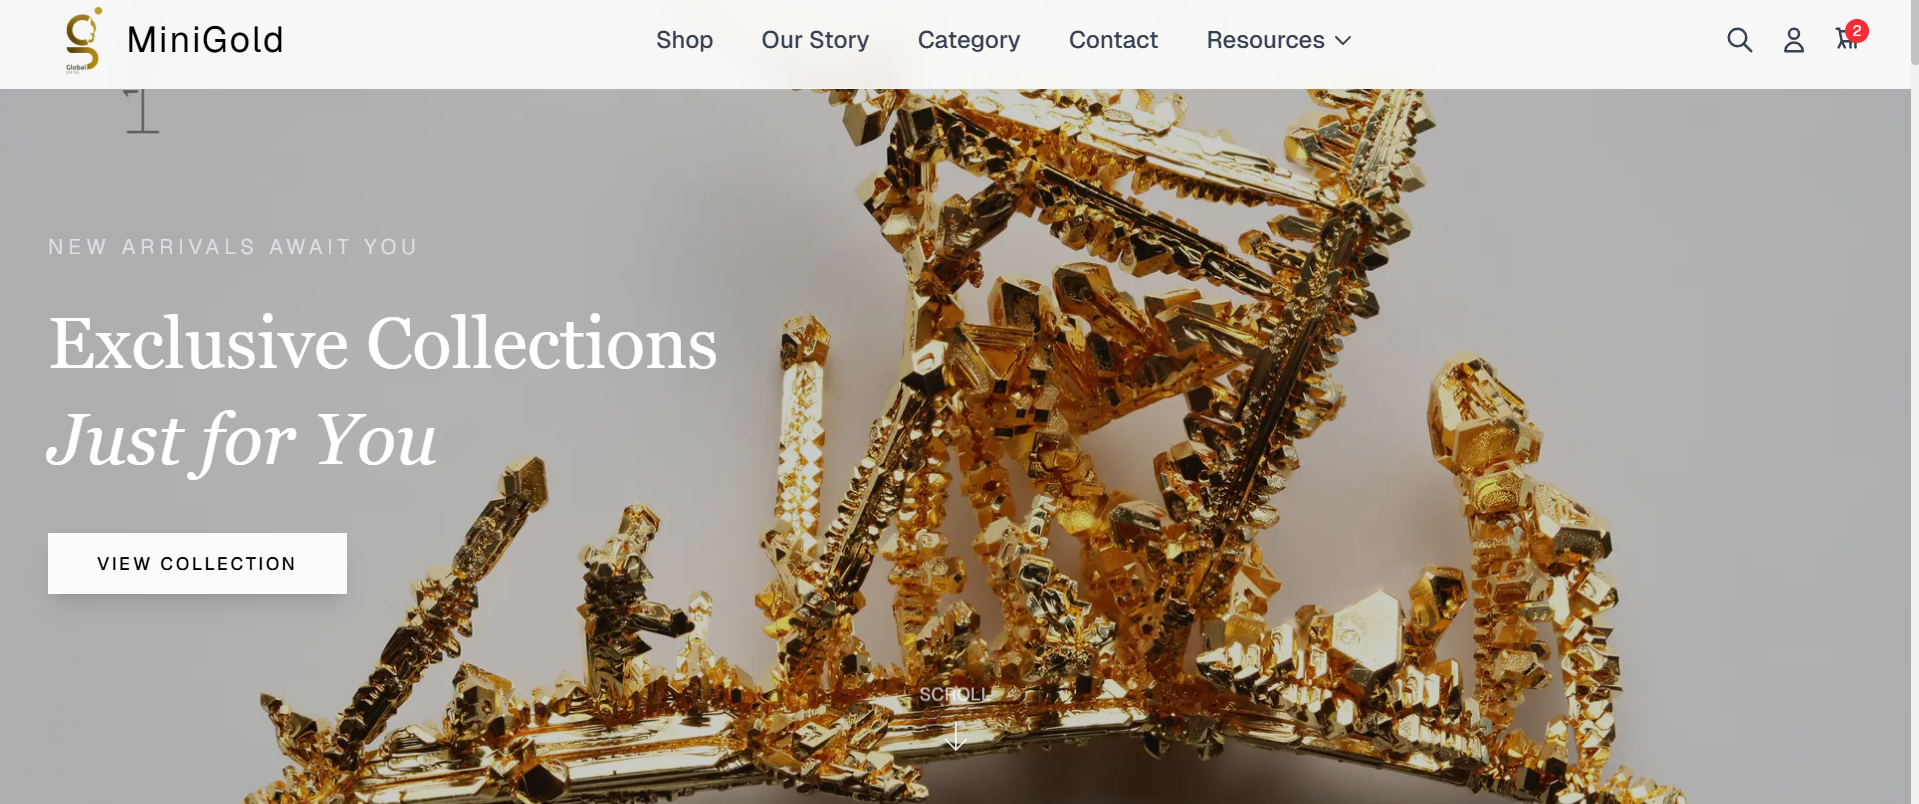 Global
MiniGold
Shop
Our Story
Category
Contact
Resources
2
1
NEW ARRIVALS AWAIT YOU
Exclusive Collections
Just for You
VIEW COLLECTION
SCROLL